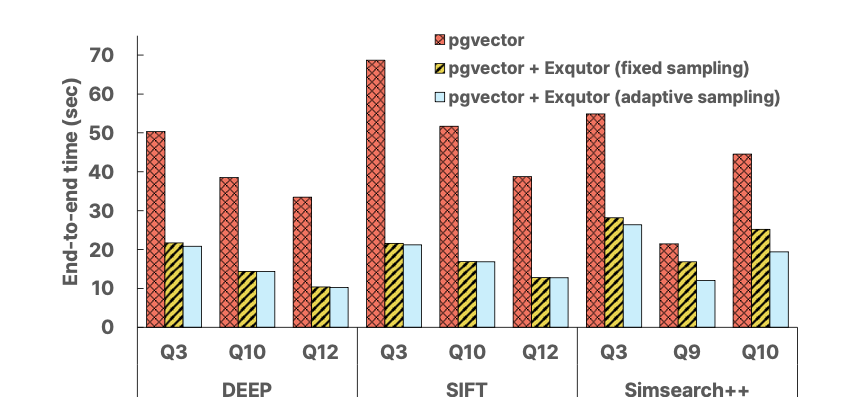 pgvector
pgvector + Exqutor (fixed sampling)
pgvector + Exqutor (adaptive sampling)
End-to-end time (sec)
70
60
50
40
30
20
10
0
Q3 Q10 Q12 Q3 Q10 Q12 Q3 Q9 Q10
DEEP SIFT Simsearch++